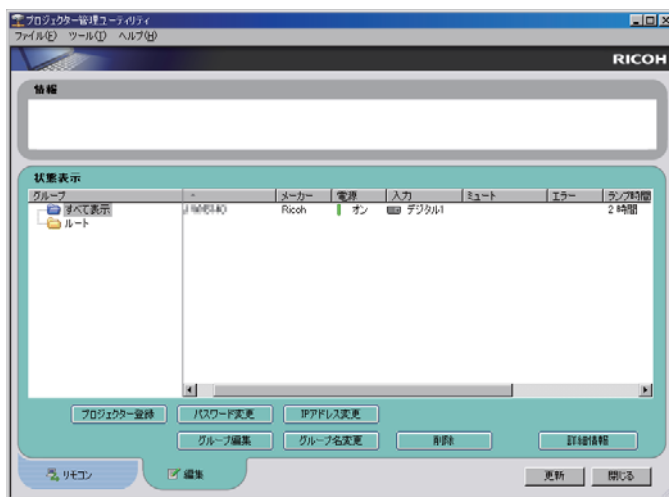 プロジェクター管理ユーティリティ
ファイル(F) ツール(T) ヘルプ(H)
RICOH
情報
状態表示
グループ - メーカー 電源 入力 ミュート エラー ランプ時間
すべて表示 Ricoh オン デジタル1 2 時間
ルート
プロジェクター登録 パスワード変更 IPアドレス変更
グループ編集 グループ名変更 削除 詳細情報
リモコン 編集 更新 閉じる